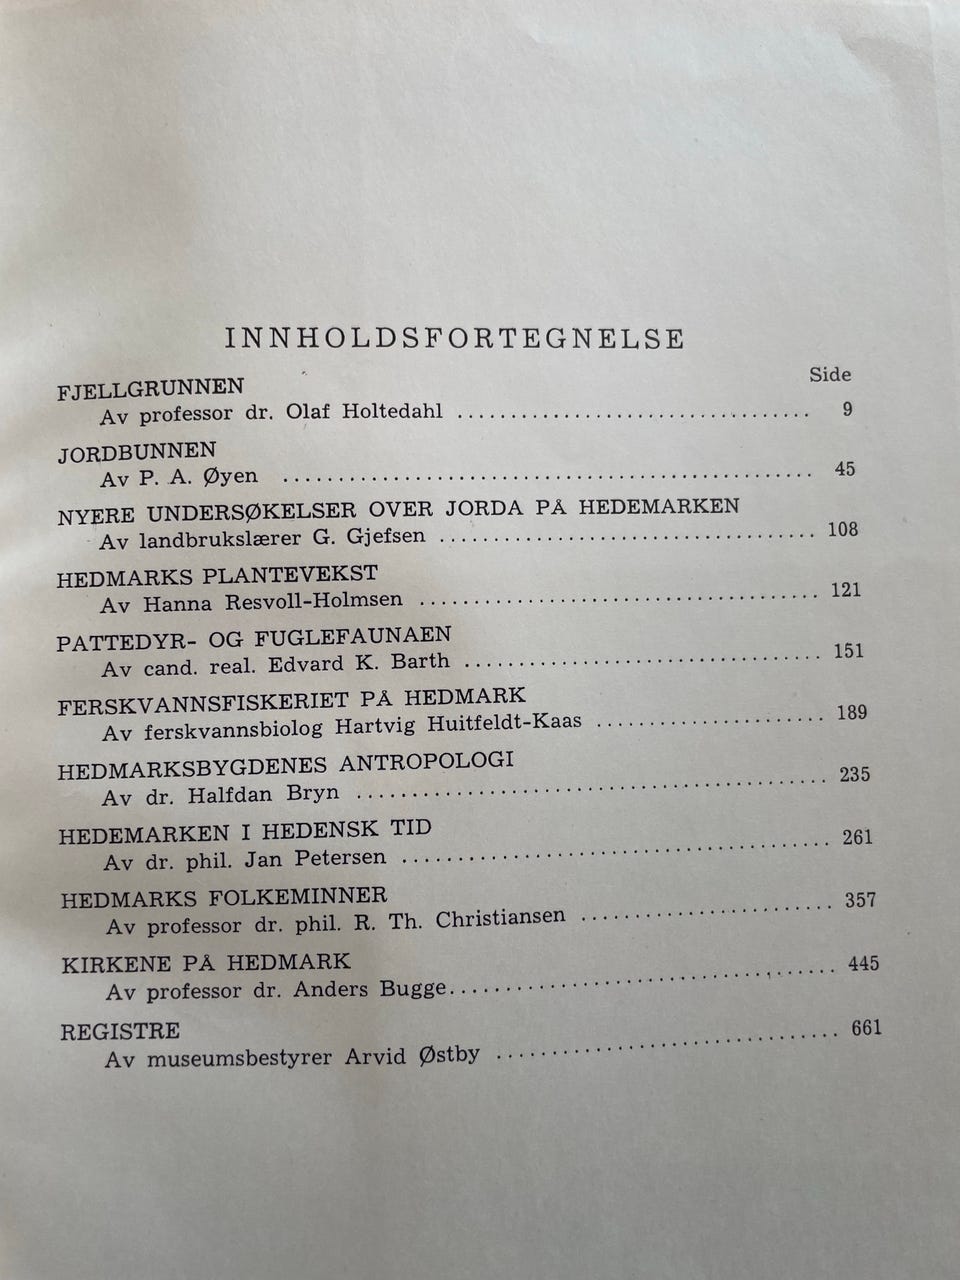 INNHOLDSFORTEGNELSE
Side
FJELLGRUNNEN
Av professor dr. Olaf Holtedahl ................................. 9
JORDBUNNEN
Av P. A. Øyen .................................................. 45
NYERE UNDERSØKELSER OVER JORDA PÅ HEDEMARKEN
Av landbrukslærer G. Gjefsen ................................... 108
HEDMARKS PLANTEVEKST
Av Hanna Resvoll-Holmsen ...................................... 121
PATTEDYR- OG FUGLEFAUNAEN
Av cand. real. Edvard K. Barth ................................. 151
FERSKVANNSFISKERIET PÅ HEDMARK
Av ferskvannsbiolog Hartvig Huitfeldt-Kaas ..................... 189
HEDMARKSBYGDENES ANTROPOLOGI
Av dr. Halfdan Bryn ............................................ 235
HEDEMARKEN I HEDENSK TID
Av dr. phil. Jan Petersen ........................................ 261
HEDMARKS FOLKEMINNER
Av professor dr. phil. R. Th. Christiansen ........................ 357
KIRKENE PÅ HEDMARK
Av professor dr. Anders Bugge.................................... 445
REGISTRE
Av museumsbestyrer Arvid Østby ................................ 661